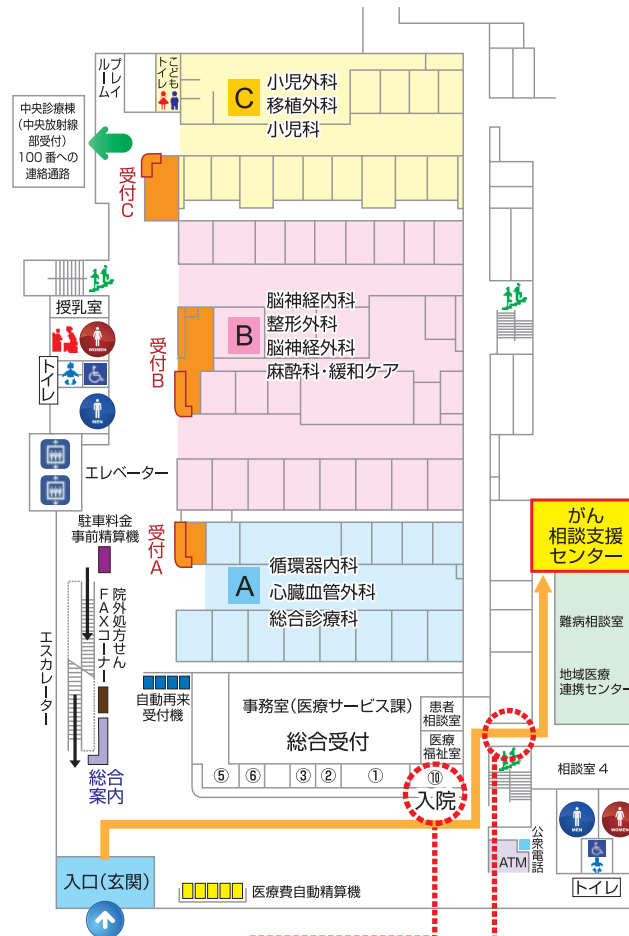 プレイ
ルーム
こども
トイレ
C
小児外科
移植外科
小児科
中央診療棟
（中央放射線
部受付）
100番への
連絡通路
受付C
授乳室
WOMEN
トイレ
MEN
B
脳神経内科
整形外科
脳神経外科
麻酔科・緩和ケア
受付B
エレベーター
駐車料金
事前精算機
受付A
A
循環器内科
心臓血管外科
総合診療科
がん
相談支援
センター
難病相談室
地域医療
連携センター
院外処方せん
FAXコーナー
エスカレーター
自動再来
受付機
事務室（医療サービス課）
総合受付
患者
相談室
医療
福祉室
⑤
⑥
③
②
①
⑩
入院
総合
案内
相談室4
MEN
WOMEN
トイレ
公衆電話
ATM
入口（玄関）
医療費自動精算機